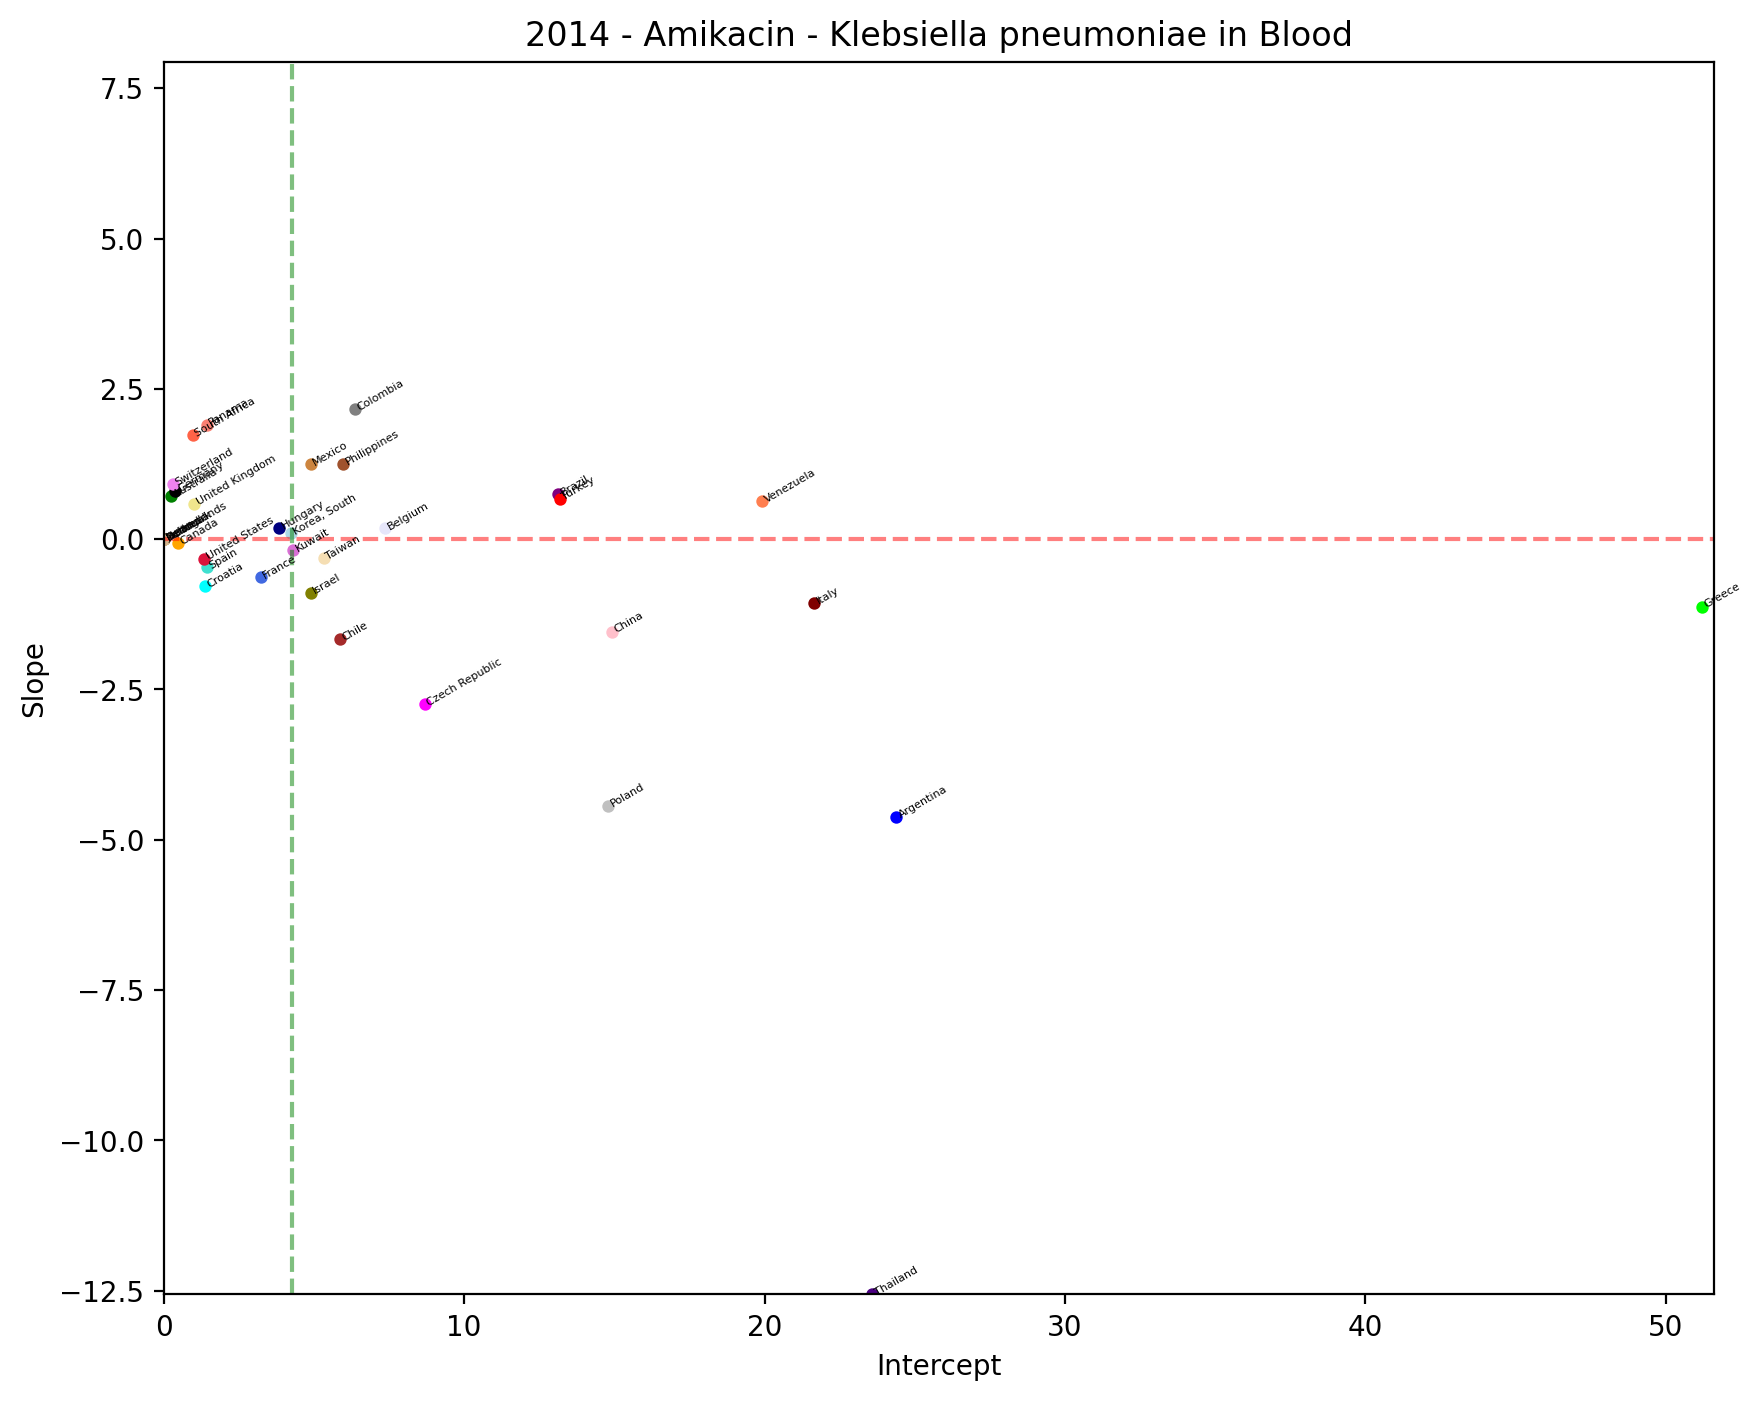 2014 - Amikacin - Klebsiella pneumoniae in Blood
7.5
5.0
2.5
0.0
−2.5
−5.0
−7.5
−10.0
−12.5
Slope
Colombia
Panama
South Africa
Mexico
Philippines
Switzerland
Germany
United Kingdom
Brazil
Turkey
Venezuela
Hungary
Korea, South
Belgium
Canada
United States
Spain
Kuwait
Taiwan
Croatia
France
Israel
Italy
Greece
Chile
China
Czech Republic
Poland
Argentina
Thailand
0
10
20
30
40
50
Intercept